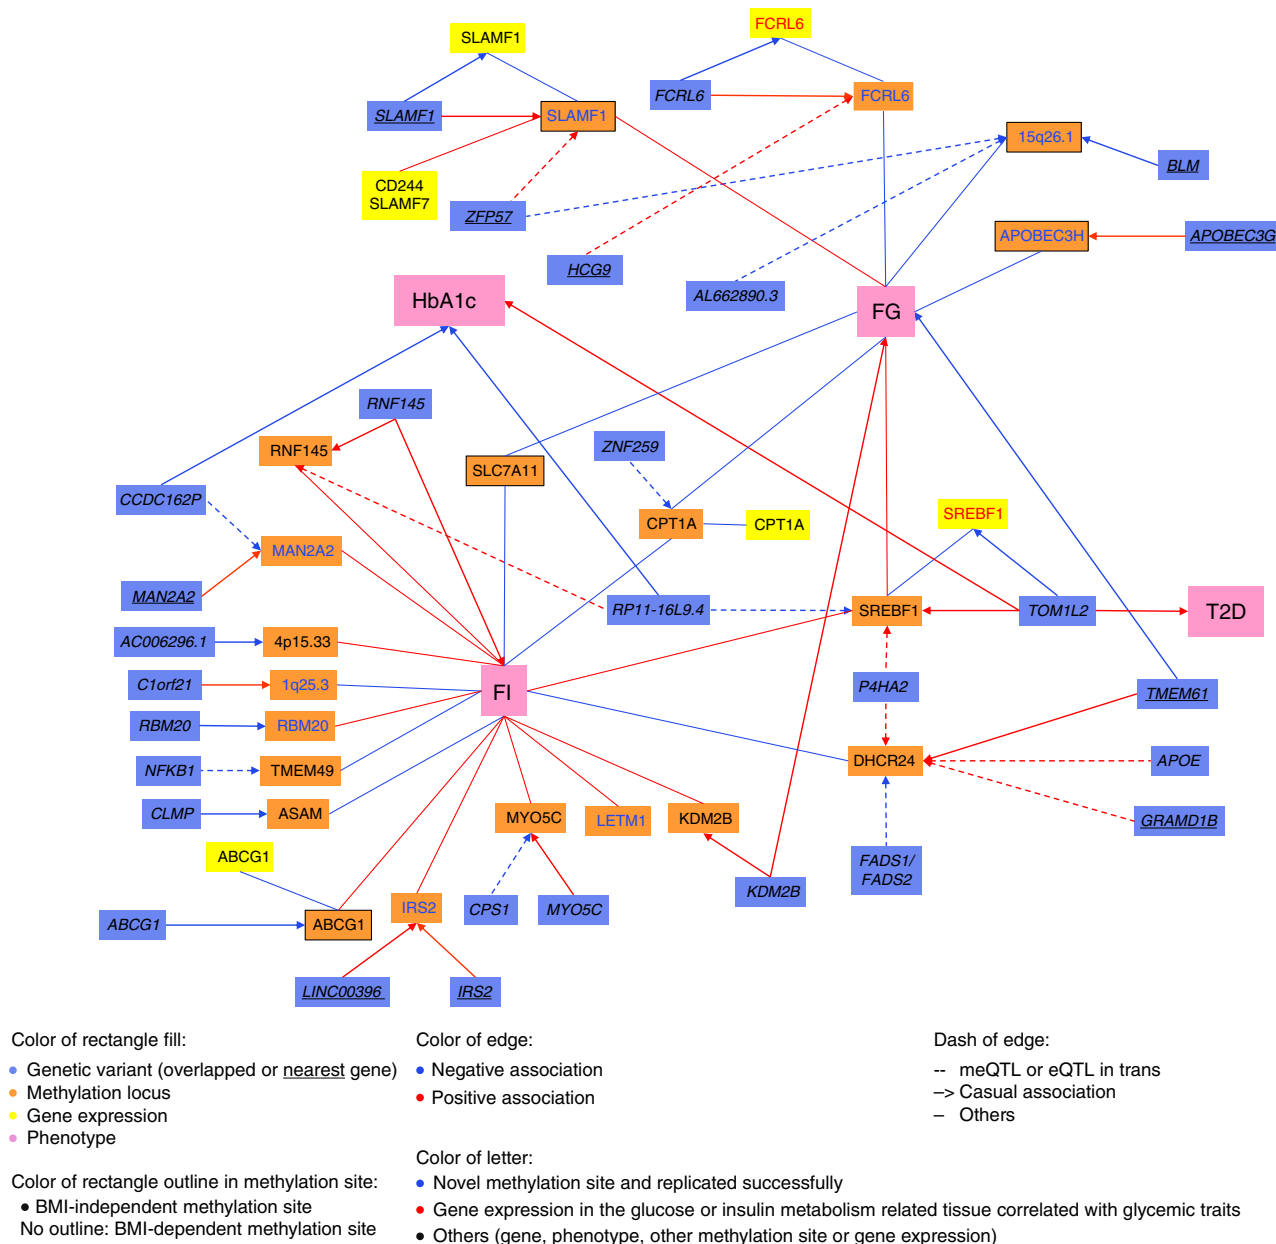 SLAMF1
FCRL6
SLAMF1
SLAMF1
FCRL6
FCRL6
15q26.1
BLM
CD244
SLAMF7
ZFP57
HCG9
AL662890.3
APOBEC3H
APOBEC3G
HbA1c
FG
RNF145
RNF145
SLC7A11
ZNF259
CCDC162P
CPT1A
CPT1A
SREBF1
MAN2A2
MAN2A2
RP11-16L9.4
SREBF1
TOM1L2
T2D
AC006296.1
4p15.33
C1orf21
1q25.3
FI
P4HA2
TMEM61
RBM20
RBM20
NFKB1
TMEM49
DHCR24
APOE
CLMP
ASAM
MYO5C
LETM1
KDM2B
GRAMD1B
ABCG1
FADS1/
FADS2
KDM2B
ABCG1
ABCG1
IRS2
CPS1
MYO5C
LINC00396
IRS2
Color of rectangle fill:
Genetic variant (overlapped or nearest gene)
Methylation locus
Gene expression
Phenotype
Color of rectangle outline in methylation site:
BMI-independent methylation site
No outline: BMI-dependent methylation site
Color of edge:
Negative association
Positive association
Color of letter:
Novel methylation site and replicated successfully
Gene expression in the glucose or insulin metabolism related tissue correlated with glycemic traits
Others (gene, phenotype, other methylation site or gene expression)
Dash of edge:
-- meQTL or eQTL in trans
–> Casual association
– Others